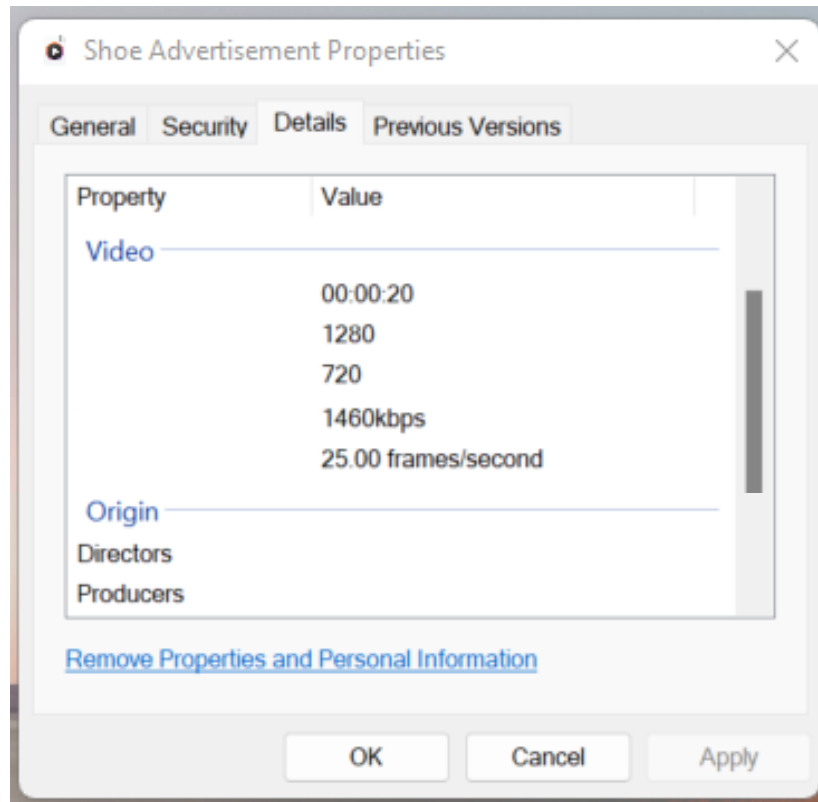 Shoe Advertisement Properties
General Security Details Previous Versions
Property Value
Video
00:00:20
1280
720
1460kbps
25.00 frames/second
Origin
Directors
Producers
Remove Properties and Personal Information
OK Cancel Apply